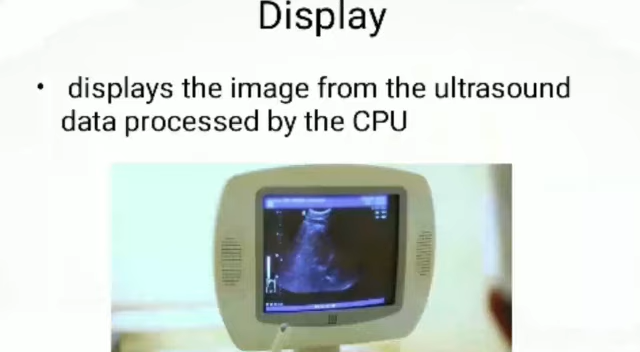 Display
• displays the image from the ultrasound
data processed by the CPU